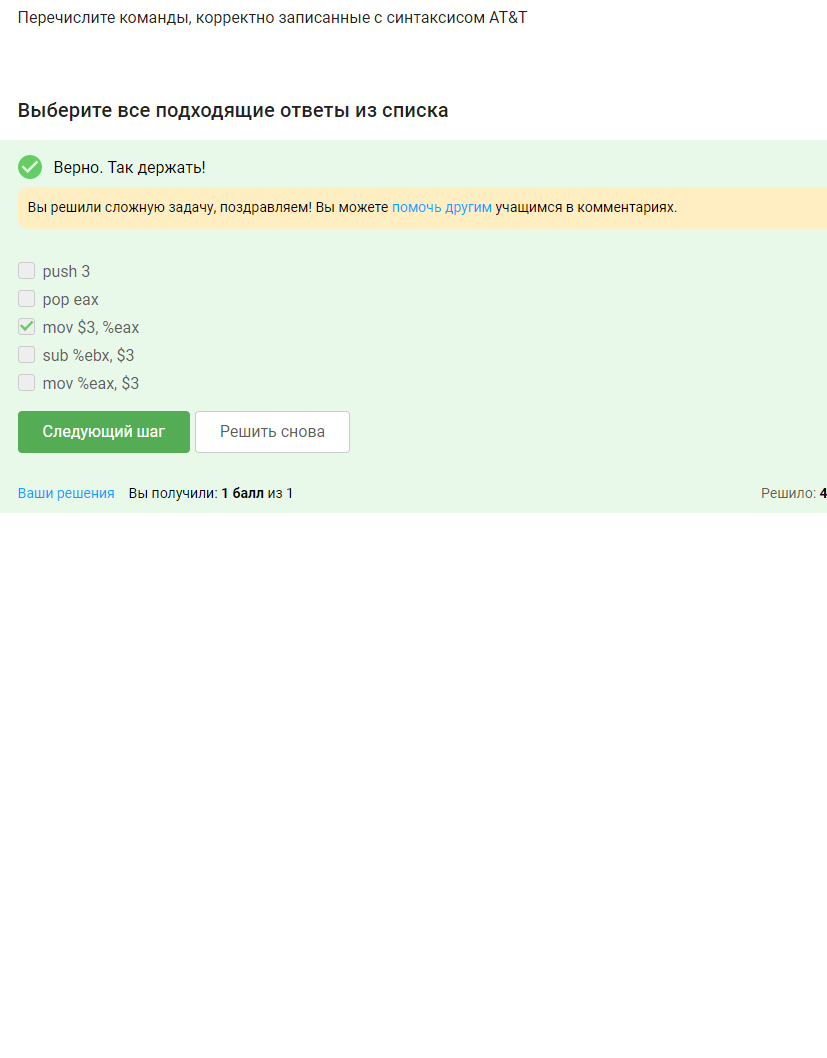 Перечислите команды, корректно записанные с синтаксисом AT&T
Выберите все подходящие ответы из списка
Верно. Так держать!
Вы решили сложную задачу, поздравляем! Вы можете помочь другим учащимся в комментариях.
push 3
pop eax
mov $3, %eax
sub %ebx, $3
mov %eax, $3
Следующий шаг Решить снова
Ваши решения Вы получили: 1 балл из 1 Решило: 4